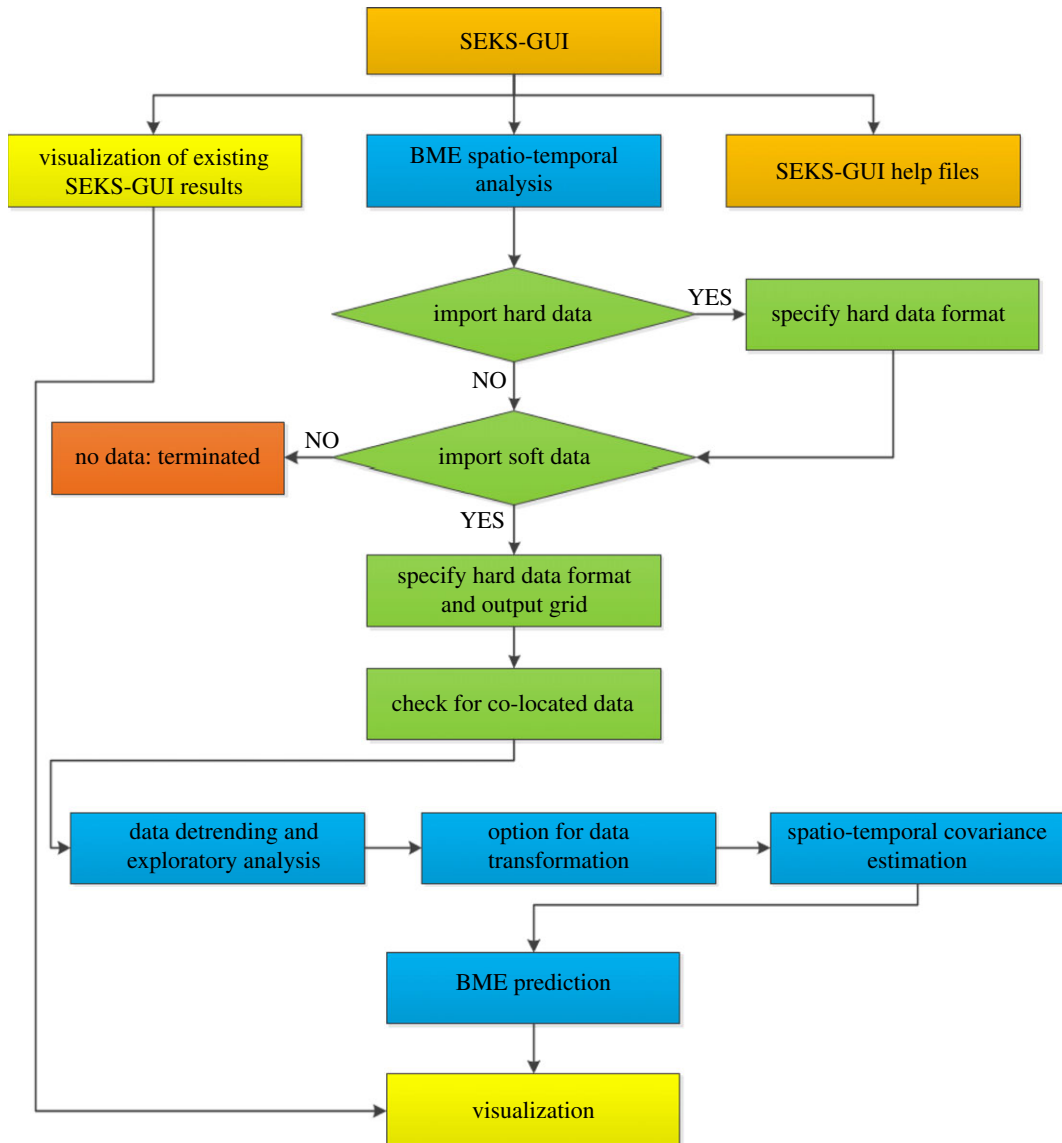 SEKS-GUI
visualization of existing
SEKS-GUI results
BME spatio-temporal
analysis
SEKS-GUI help files
import hard data
YES
specify hard data format
NO
import soft data
NO
no data: terminated
YES
specify hard data format
and output grid
check for co-located data
data detrending and
exploratory analysis
option for data
transformation
spatio-temporal covariance
estimation
BME prediction
visualization